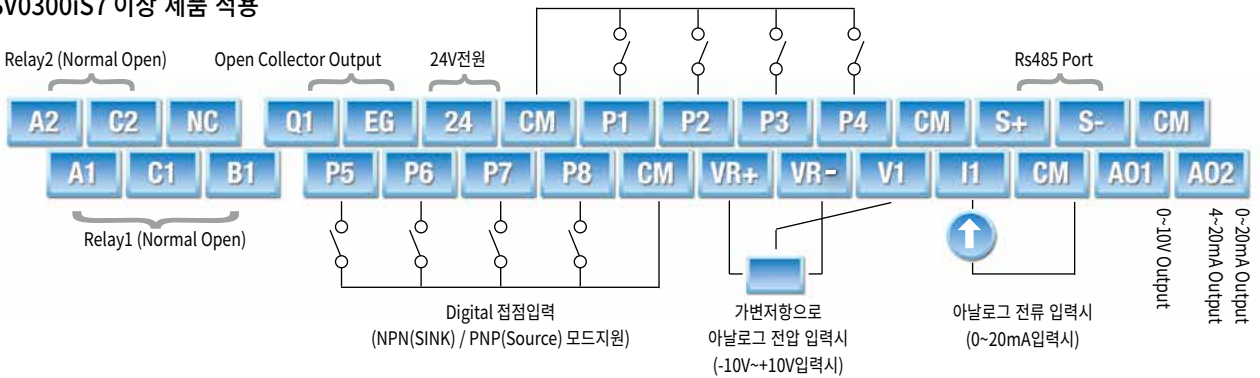 SV0300iS7 이상 제품 적용
Relay2 (Normal Open)
Open Collector Output
24V전원
Rs485 Port
A2 C2 NC Q1 EG 24 CM P1 P2 P3 P4 CM S+ S- CM
A1 C1 B1 P5 P6 P7 P8 CM VR+ VR- V1 I1 CM AO1 AO2
Relay1 (Normal Open)
Digital 접점입력
(NPN(SINK) / PNP(Source) 모드지원)
가변저항으로
아날로그 전압 입력시
(-10V~+10V입력시)
아날로그 전류 입력시
(0~20mA입력시)
0~10V Output
0~20mA Output
4~20mA Output